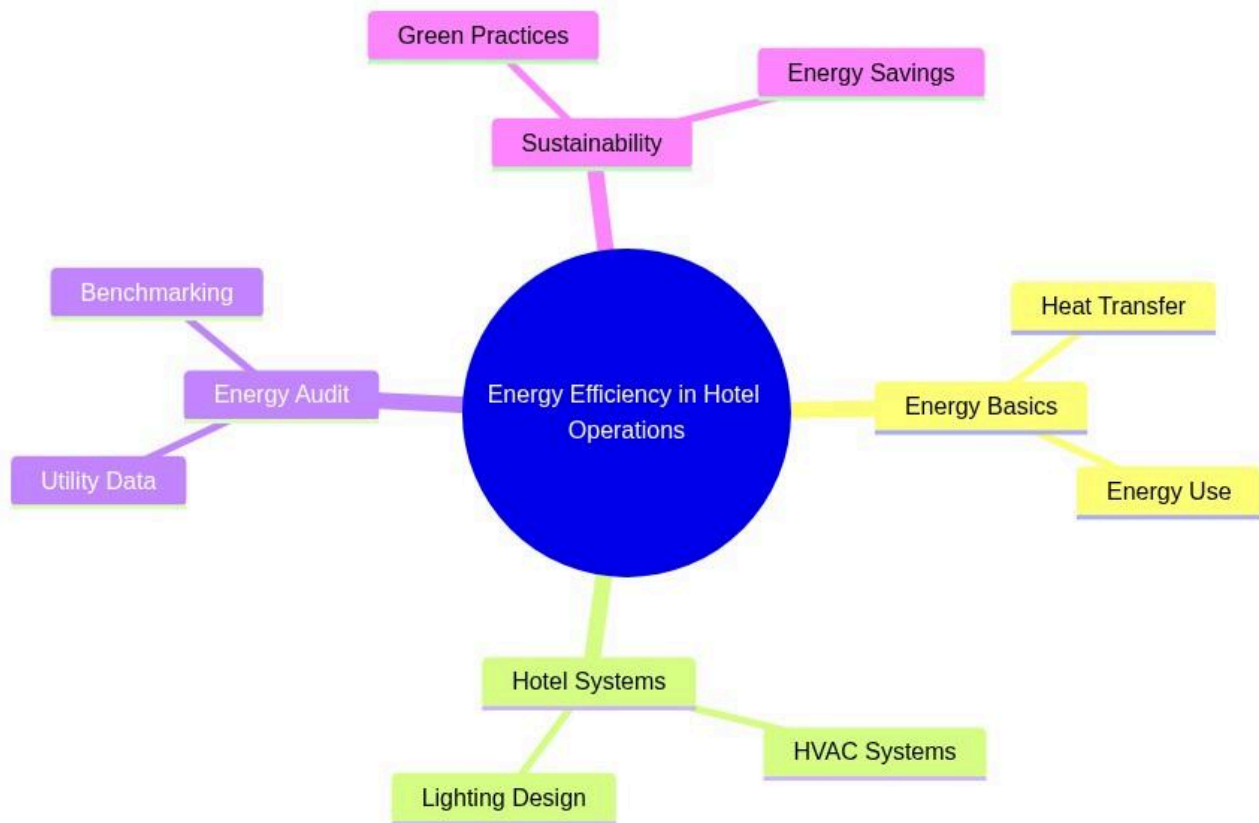 Green Practices
Energy Savings
Sustainability
Benchmarking
Heat Transfer
Energy Audit
Energy Efficiency in Hotel
Operations
Energy Basics
Utility Data
Energy Use
Hotel Systems
HVAC Systems
Lighting Design